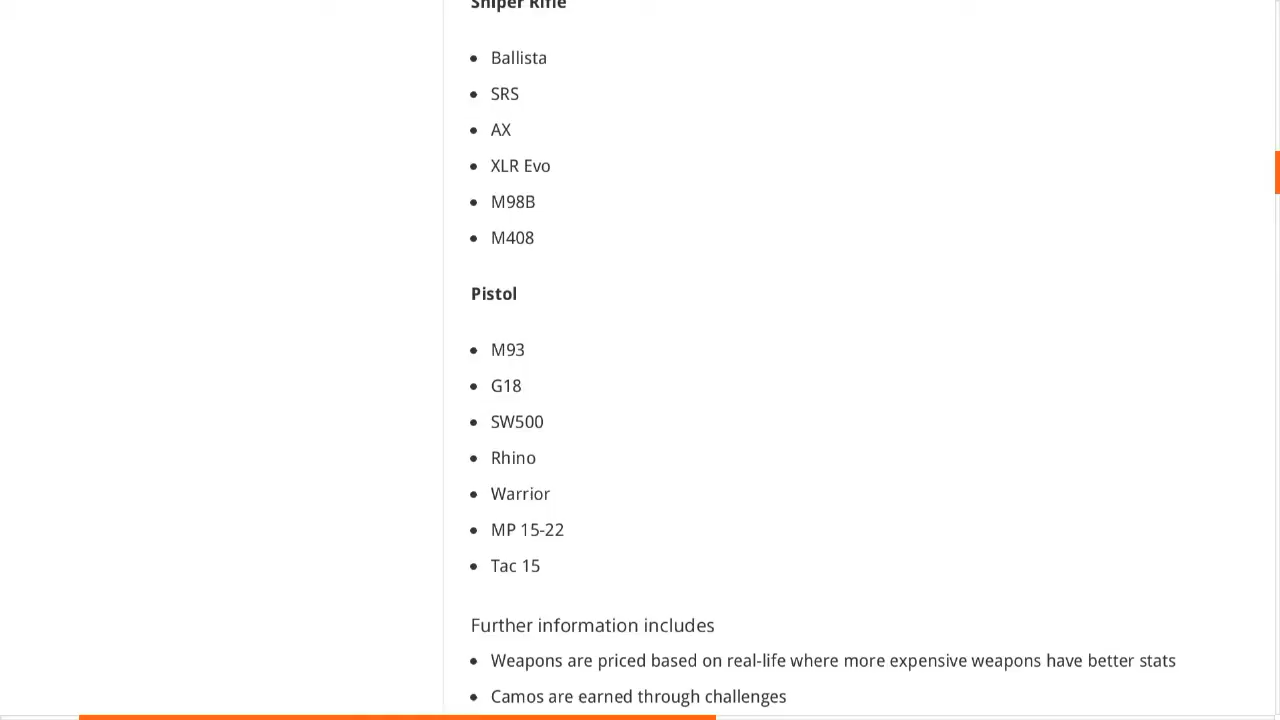 Sniper Rifle
• Ballista
• SRS
• AX
• XLR Evo
• M98B
• M408
Pistol
• M93
• G18
• SW500
• Rhino
• Warrior
• MP 15-22
• Tac 15
Further information includes
• Weapons are priced based on real-life where more expensive weapons have better stats
• Camos are earned through challenges